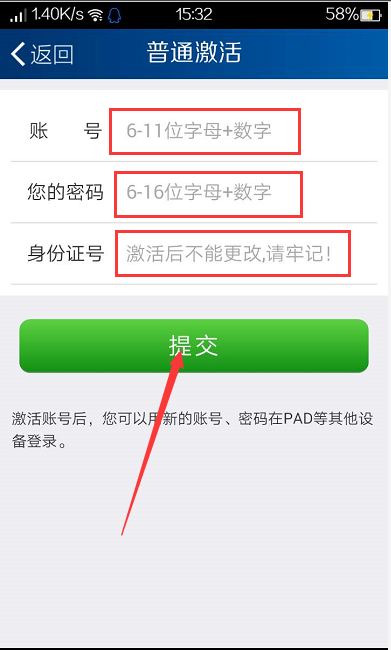 1.40K/s 15:32 58%
返回 普通激活
账 号 6-11位字母+数字
您的密码 6-16位字母+数字
身份证号 激活后不能更改,请牢记！
提交
激活账号后，您可以用新的账号、密码在PAD等其他设
备登录。